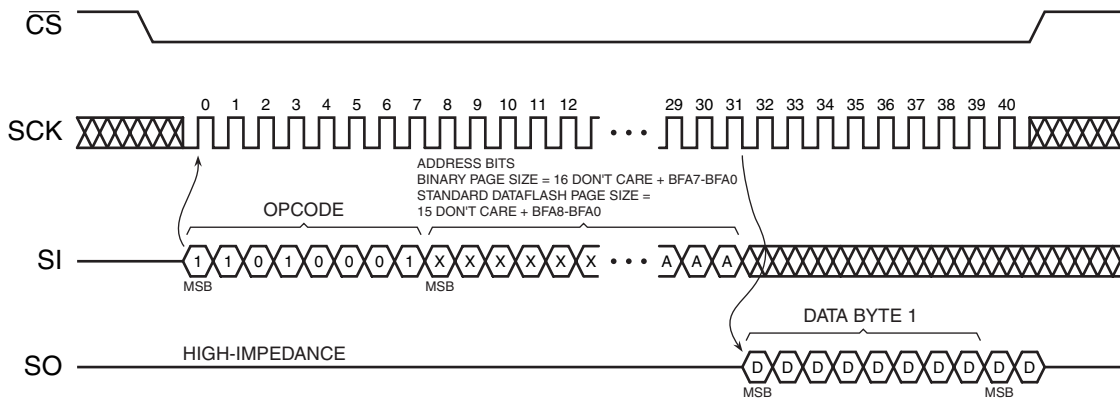 CS
SCK
0 1 2 3 4 5 6 7 8 9 10 11 12 29 30 31 32 33 34 35 36 37 38 39 40
ADDRESS BITS
BINARY PAGE SIZE = 16 DON'T CARE + BFA7-BFA0
STANDARD DATAFLASH PAGE SIZE =
15 DON'T CARE + BFA8-BFA0
OPCODE
SI
1 1 0 1 0 0 0 1 X X X X X X A A A
MSB MSB
DATA BYTE 1
SO
HIGH-IMPEDANCE
D D D D D D D D D D
MSB MSB